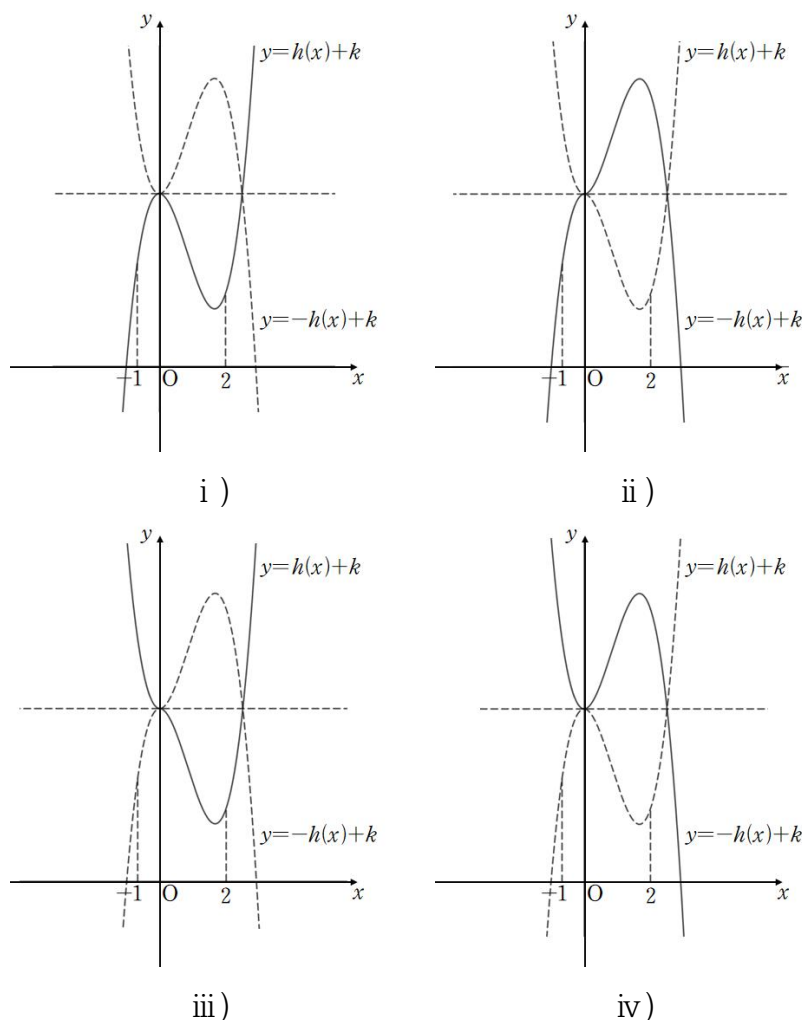 y
y=h(x)+k
y=-h(x)+k
-1 O 2 x
i )
y
y=h(x)+k
y=-h(x)+k
-1 O 2 x
ii )
y
y=h(x)+k
y=-h(x)+k
-1 O 2 x
iii )
y
y=h(x)+k
y=-h(x)+k
-1 O 2 x
iv )